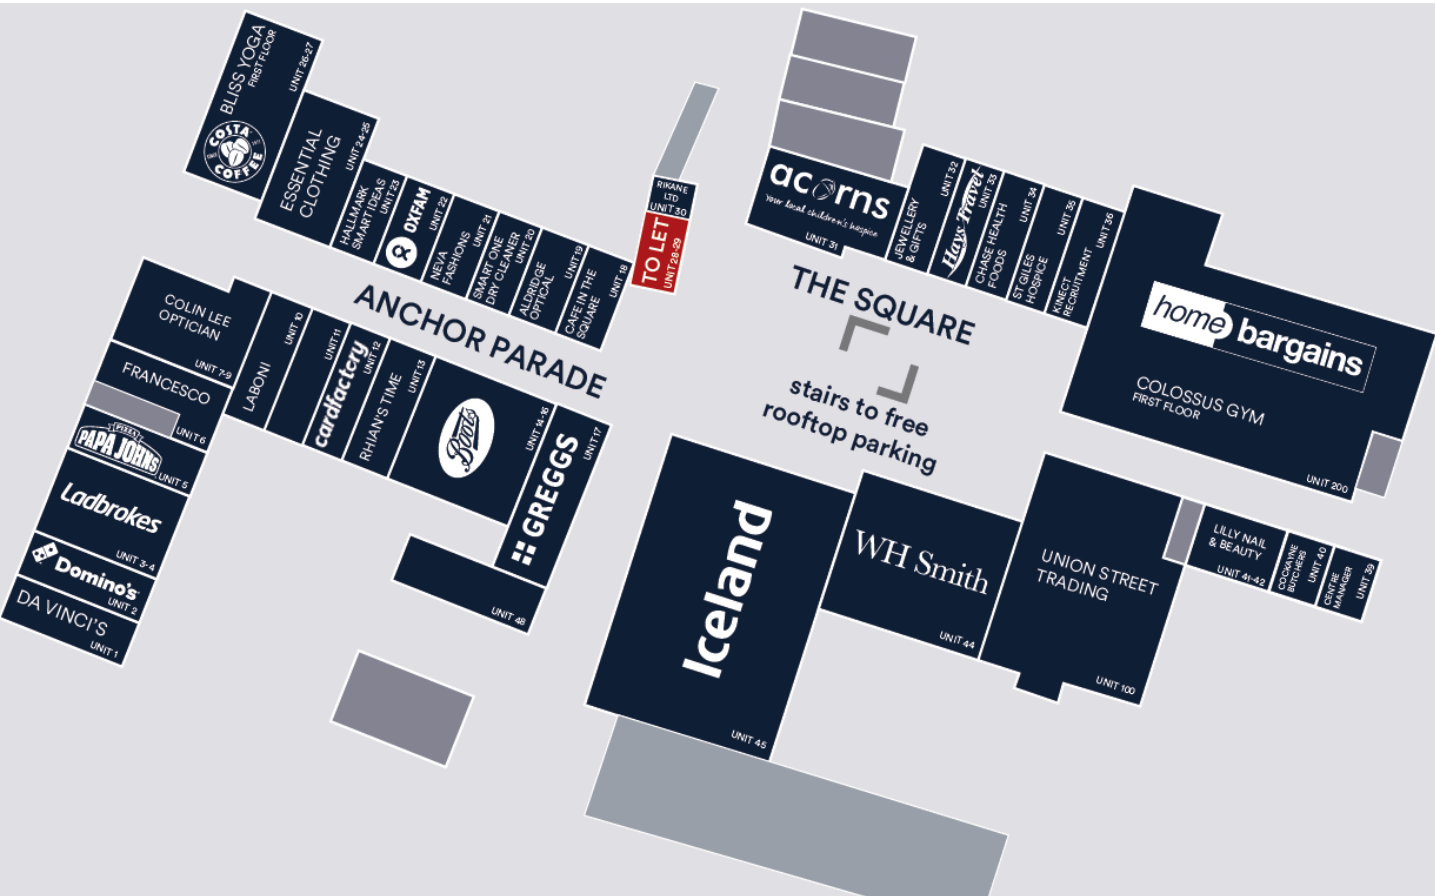 BLISS YOGA
FIRST FLOOR
UNIT 26-27
COSTA
COFFEE
ESSENTIAL
CLOTHING
UNIT 24-25
HALLMARK
SMART IDEAS
UNIT 23
OXFAM
UNIT 22
NEVA
FASHIONS
UNIT 21
SMART ONE
DRY CLEANER
UNIT 20
ALDRIDGE
OPTICAL
UNIT 19
CAFE IN THE
SQUARE
UNIT 18
RIKANE
LTD
UNIT 30
TO LET
UNIT 28-29
acorns
Your local children's hospice
UNIT 31
JEWELLERY
& GIFTS
UNIT 32
Hays Travel
UNIT 33
CHASE HEALTH
FOODS
UNIT 34
ST GILES
HOSPICE
UNIT 35
KINECT
RECRUITMENT
UNIT 36
home bargains
COLOSSUS GYM
FIRST FLOOR
UNIT 200
ANCHOR PARADE
THE SQUARE
stairs to free
rooftop parking
COLIN LEE
OPTICIAN
UNIT 7-9
FRANCESCO
UNIT 6
PIZZA
PAPA JOHNS
UNIT 5
Ladbrokes
UNIT 3-4
Domino's
UNIT 2
DA VINCI'S
UNIT 1
LABONI
UNIT 10
UNIT 11
cardfactory
UNIT 12
RHIAN'S TIME
UNIT 13
Boots
UNIT 14-16
GREGGS
UNIT 17
UNIT 48
Iceland
UNIT 45
WH Smith
UNIT 44
UNION STREET
TRADING
UNIT 100
LILLY NAIL
& BEAUTY
UNIT 41-42
COCKAYNE
BUTCHERS
UNIT 40
CENTRE
MANAGER
UNIT 39